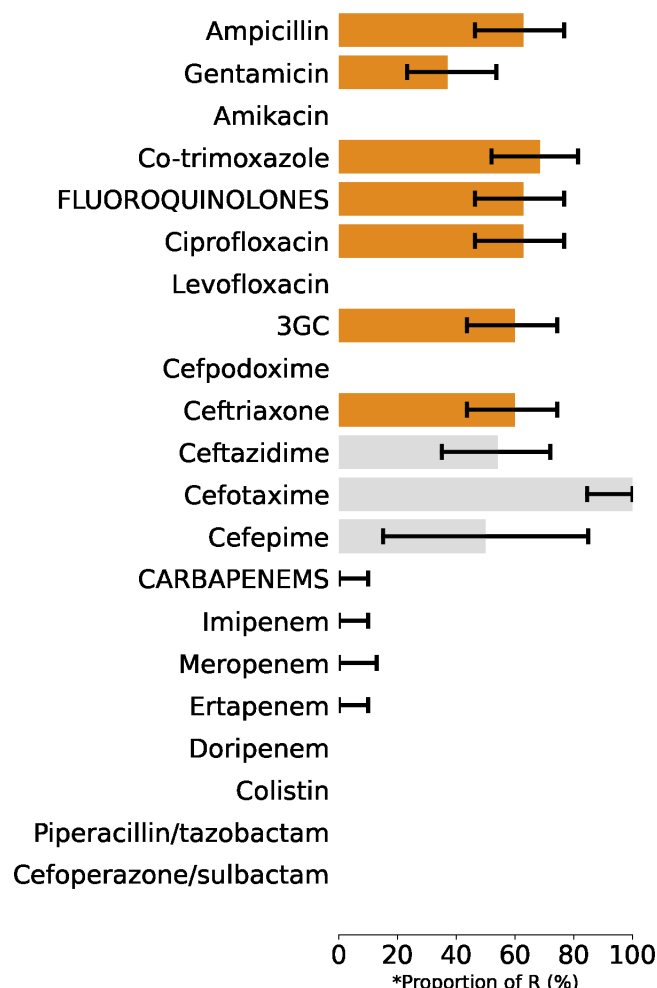 Ampicillin
Gentamicin
Amikacin
Co-trimoxazole
FLUOROQUINOLONES
Ciprofloxacin
Levofloxacin
3GC
Cefpodoxime
Ceftriaxone
Ceftazidime
Cefotaxime
Cefepime
CARBAPENEMS
Imipenem
Meropenem
Ertapenem
Doripenem
Colistin
Piperacillin/tazobactam
Cefoperazone/sulbactam
0 20 40 60 80 100
*Proportion of R (%)